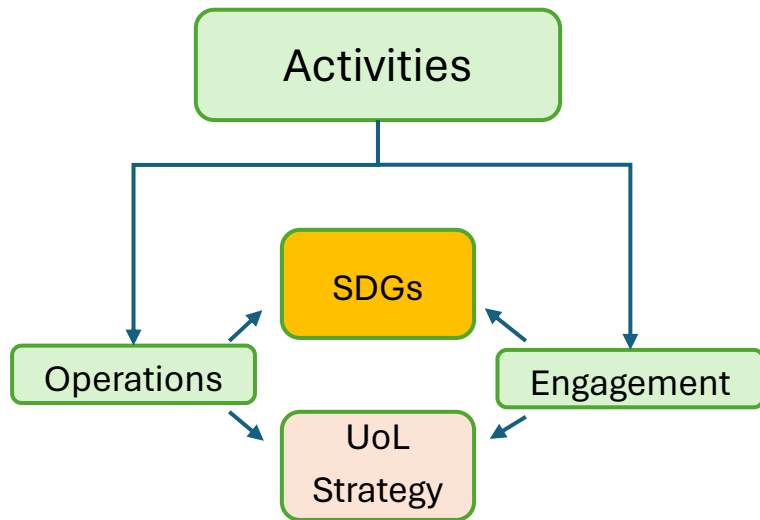 Activities
SDGs
Operations
Engagement
UoL
Strategy